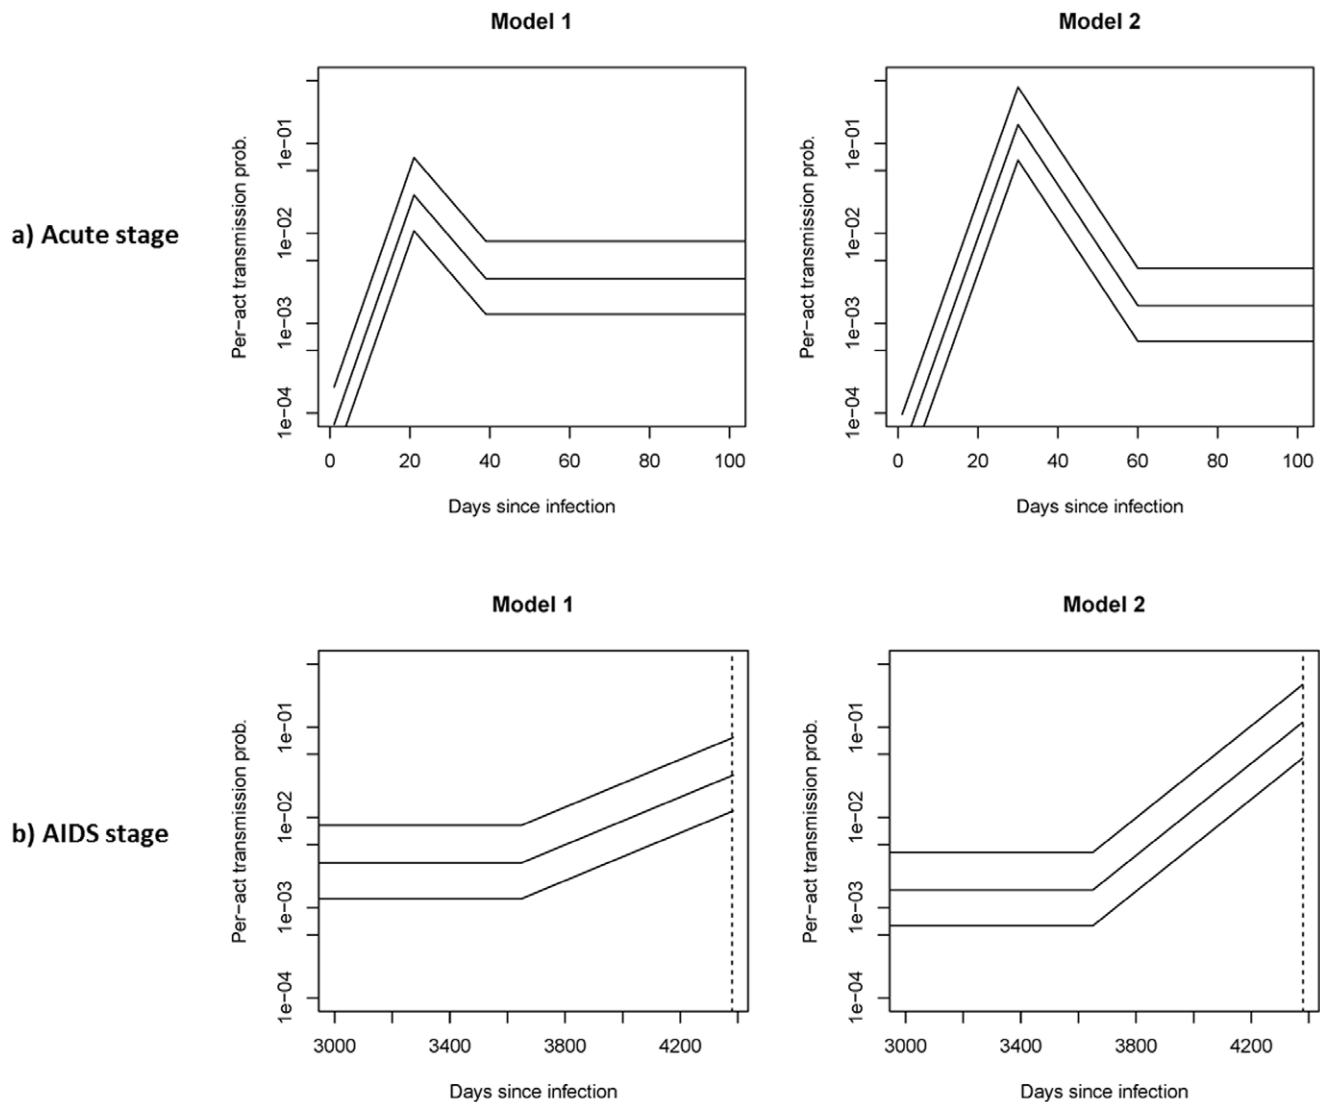 Model 1
Model 2
a) Acute stage
Per−act transmission prob.
1e−01
1e−02
1e−03
1e−04
0 20 40 60 80 100
Days since infection
Per−act transmission prob.
1e−01
1e−02
1e−03
1e−04
0 20 40 60 80 100
Days since infection
Model 1
Model 2
b) AIDS stage
Per−act transmission prob.
1e−01
1e−02
1e−03
1e−04
3000 3400 3800 4200
Days since infection
Per−act transmission prob.
1e−01
1e−02
1e−03
1e−04
3000 3400 3800 4200
Days since infection